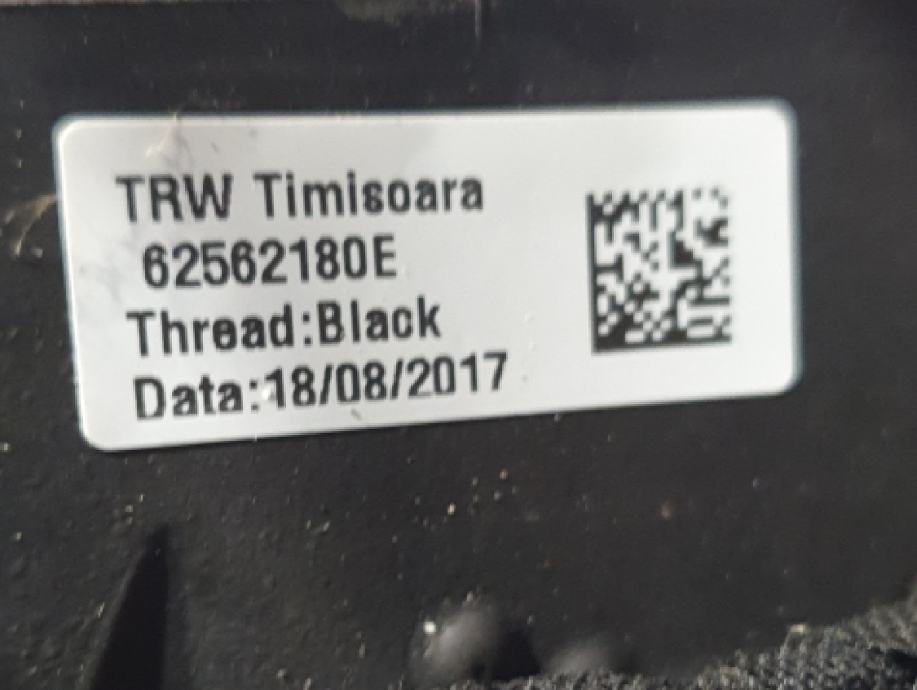 TRW Timisoara
62562180E
Thread:Black
Data:18/08/2017